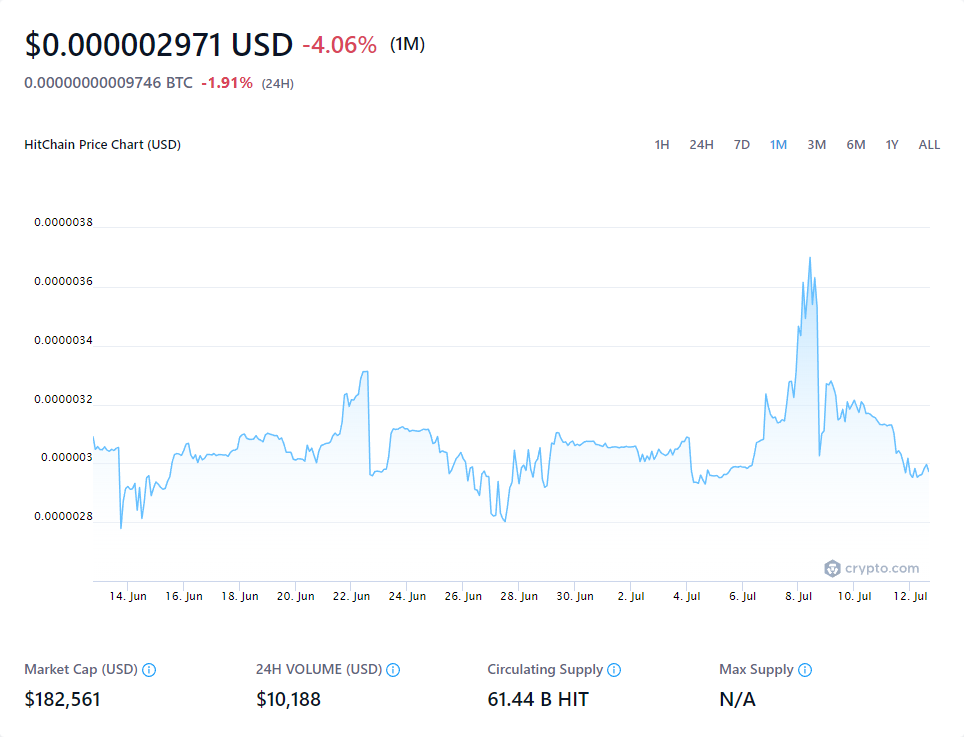 $0.000002971 USD -4.06% (1M)
0.00000000009746 BTC -1.91% (24H)
HitChain Price Chart (USD) 1H 24H 7D 1M 3M 6M 1Y ALL
0.0000038
0.0000036
0.0000034
0.0000032
0.000003
0.0000028
crypto.com
14. Jun 16. Jun 18. Jun 20. Jun 22. Jun 24. Jun 26. Jun 28. Jun 30. Jun 2. Jul 4. Jul 6. Jul 8. Jul 10. Jul 12. Jul
Market Cap (USD) 24H VOLUME (USD) Circulating Supply Max Supply
$182,561 $10,188 61.44 B HIT N/A